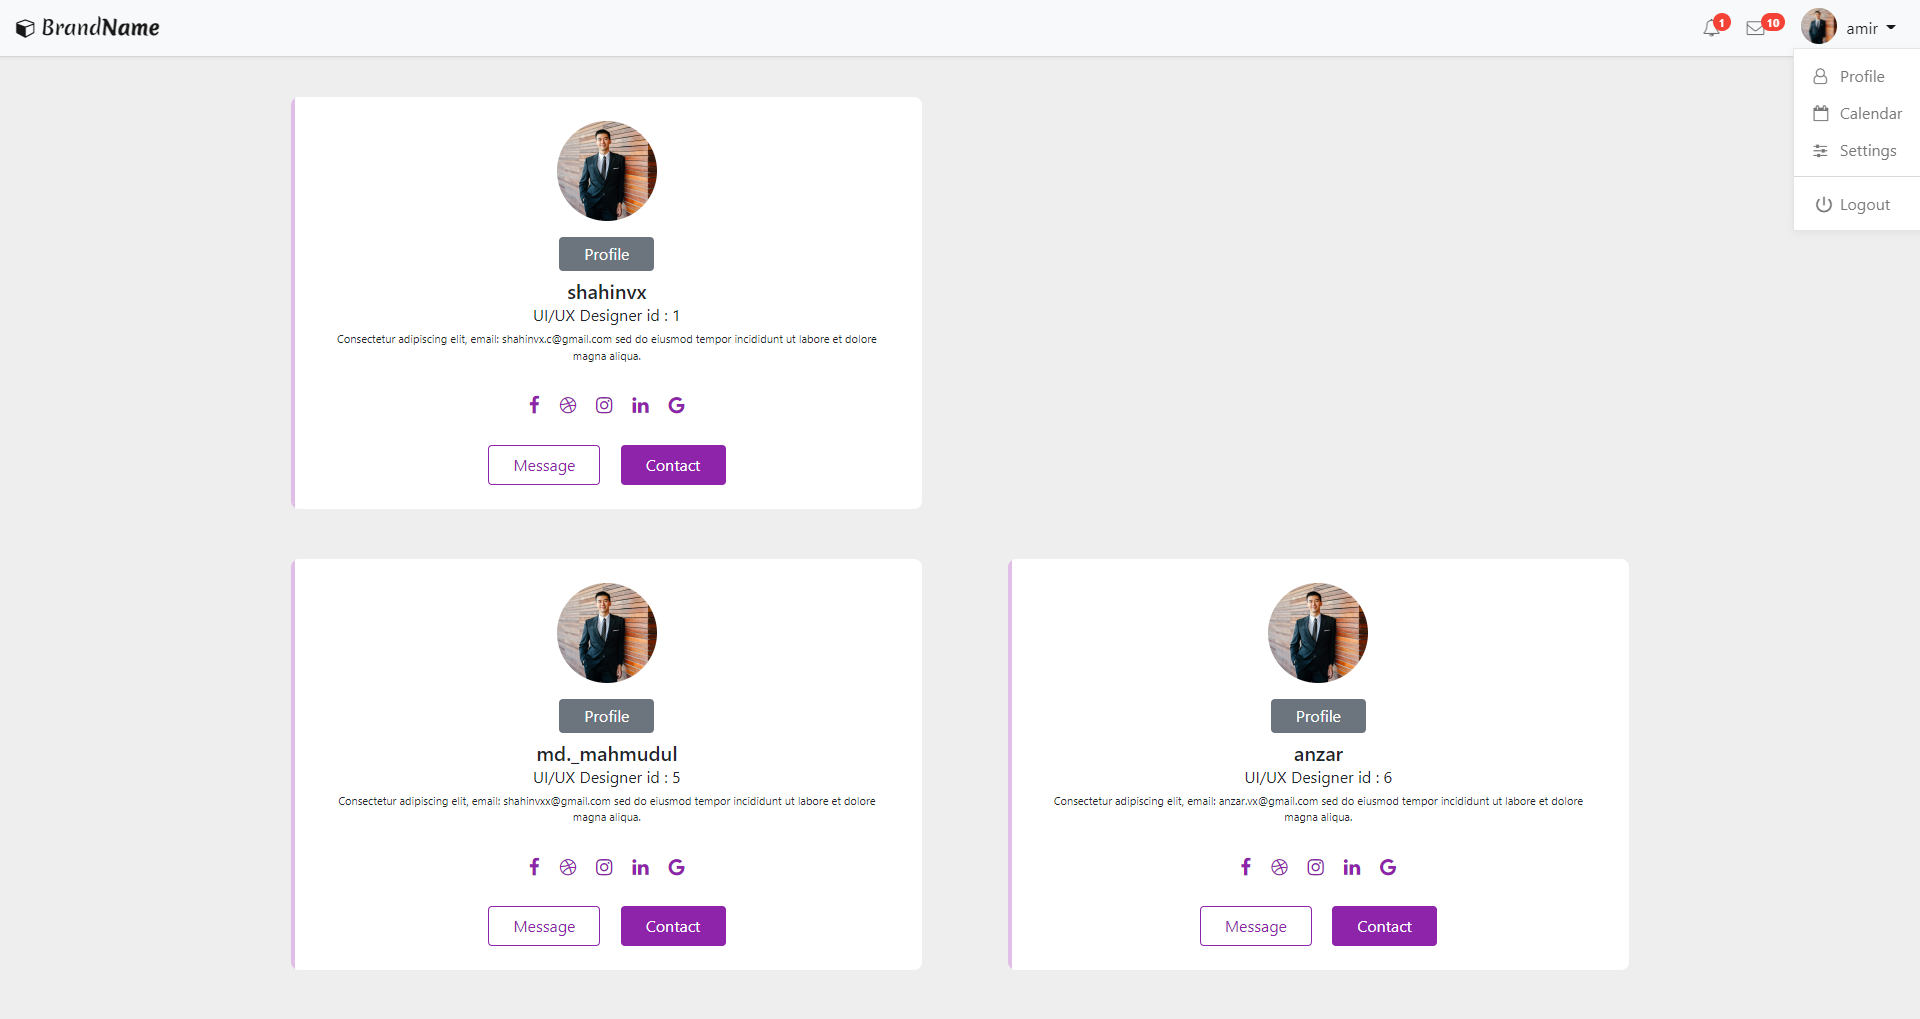 BrandName
1
10
amir
Profile
Calendar
Settings
Logout
Profile
shahinvx
UI/UX Designer id : 1
Consectetur adipiscing elit, email: shahinvx.c@gmail.com sed do eiusmod tempor incididunt ut labore et dolore
magna aliqua.
Message
Contact
Profile
md._mahmudul
UI/UX Designer id : 5
Consectetur adipiscing elit, email: shahinvxx@gmail.com sed do eiusmod tempor incididunt ut labore et dolore
magna aliqua.
Message
Contact
Profile
anzar
UI/UX Designer id : 6
Consectetur adipiscing elit, email: anzar.vx@gmail.com sed do eiusmod tempor incididunt ut labore et dolore
magna aliqua.
Message
Contact